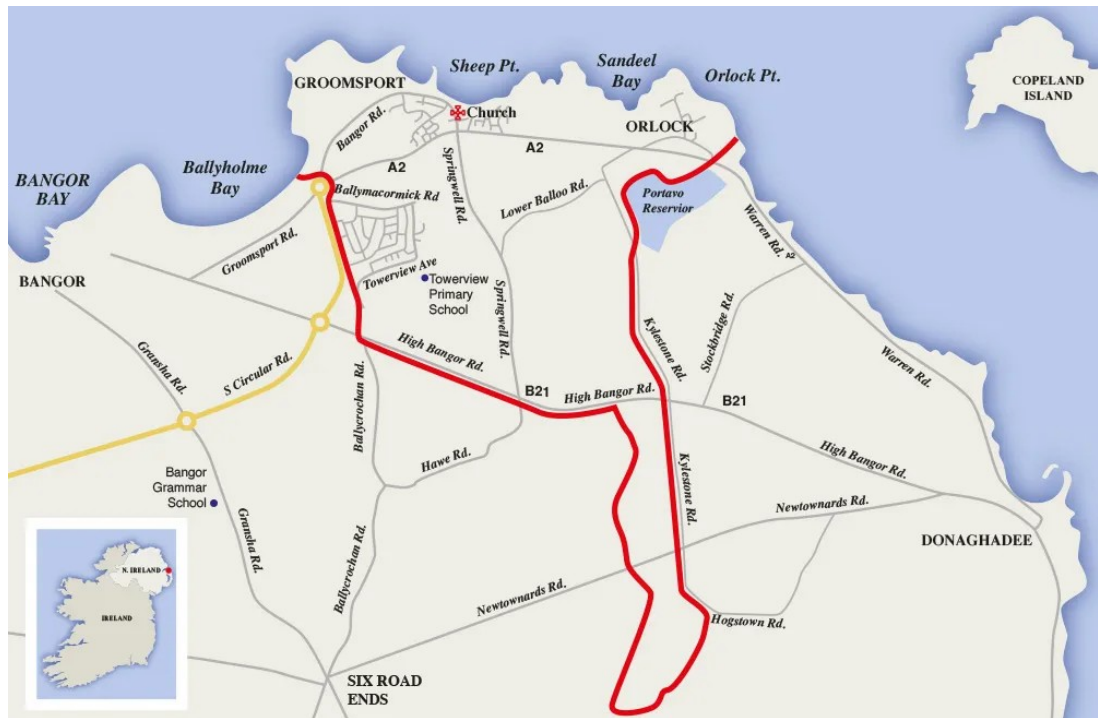 Sheep Pt.
Sandeel
Bay
Orlock Pt.
COPELAND
ISLAND
GROOMSPORT
Church
Bangor Rd.
ORLOCK
A2
A2
Ballyholme
Bay
BANGOR
BAY
Ballymacormick Rd
Springwell Rd.
Lower Balloo Rd.
Portavo
Reservior
Warren Rd.
A2
Groomsport Rd.
BANGOR
Towerview Ave
Towerview
Primary
School
Springwell Rd.
Stockbridge Rd.
Kylestone Rd.
Gransha Rd.
S Circular Rd.
High Bangor Rd.
Warren Rd.
Ballycrochan Rd.
B21
High Bangor Rd.
B21
Hawe Rd.
High Bangor Rd.
Bangor
Grammar
School
Kylestone Rd.
Newtownards Rd.
Gransha Rd.
DONAGHADEE
Ballycrochan Rd.
Newtownards Rd.
N. IRELAND
IRELAND
Hogstown Rd.
SIX ROAD
ENDS